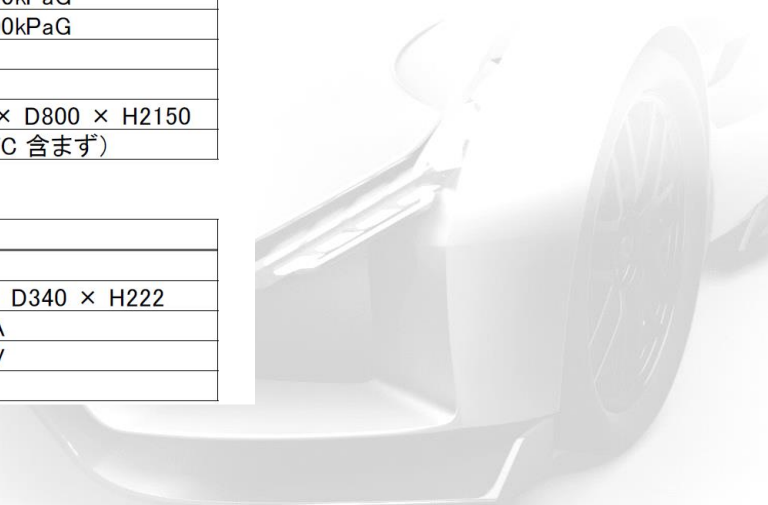 0kPaG
0kPaG
× D800 × H2150
C 含まず）
D340 × H222
A
V